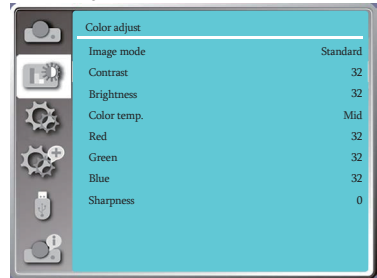 Color adjust
Image mode Standard
Contrast 32
Brightness 32
Color temp. Mid
Red 32
Green 32
Blue 32
Sharpness 0